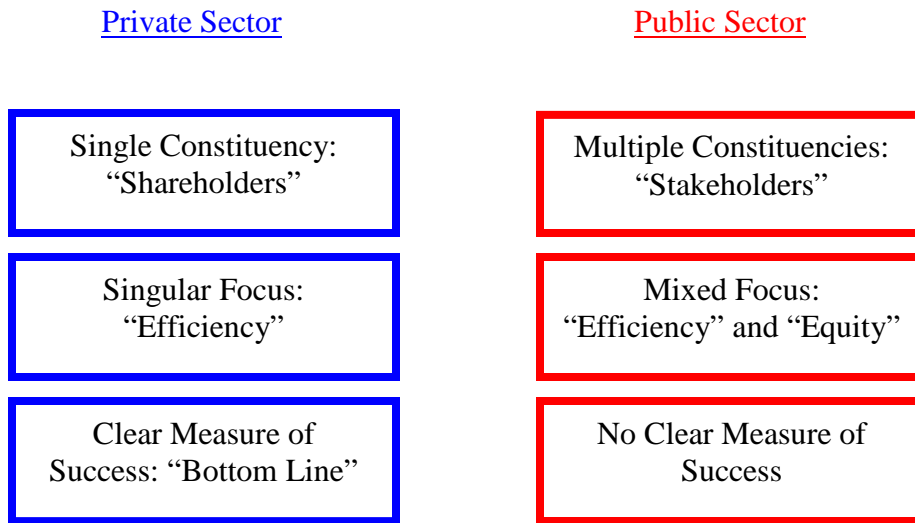 Private Sector
Public Sector
Single Constituency:
“Shareholders”
Multiple Constituencies:
“Stakeholders”
Singular Focus:
“Efficiency”
Mixed Focus:
“Efficiency” and “Equity”
Clear Measure of
Success: “Bottom Line”
No Clear Measure of
Success